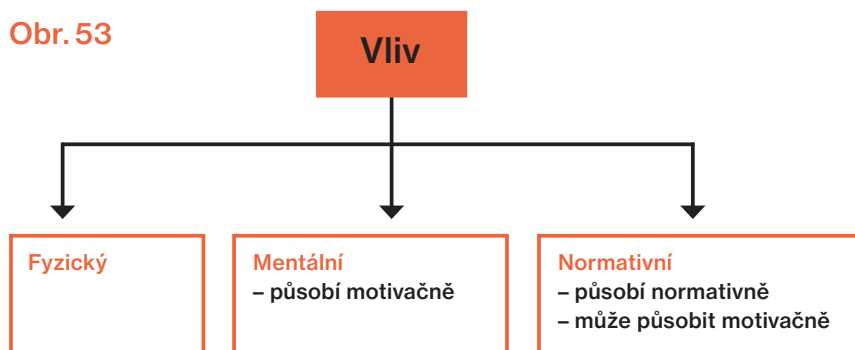 Obr. 53
Vliv
Fyzický
Mentální
– působí motivačně
Normativní
– působí normativně
– může působit motivačně